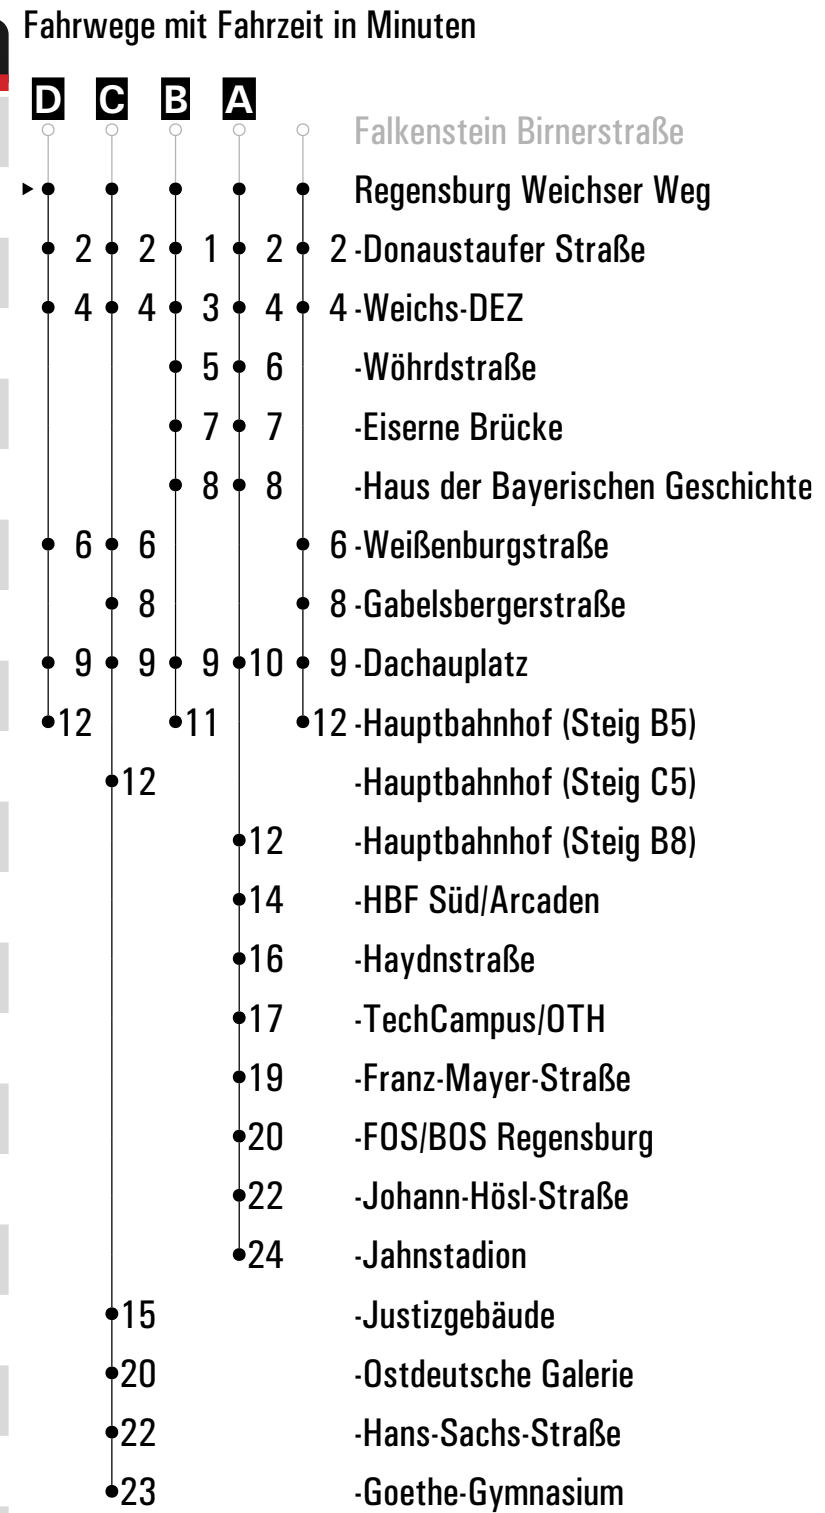 Fahrwege mit Fahrzeit in Minuten
D C B A
Falkenstein Birnerstraße
Regensburg Weichser Weg
2 2 1 2 2 -Donaustaufer Straße
4 4 3 4 4 -Weichs-DEZ
5 6 -Wöhrdstraße
7 7 -Eiserne Brücke
8 8 -Haus der Bayerischen Geschichte
6 6 6 -Weißenburgstraße
8 8 -Gabelsbergerstraße
9 9 9 10 9 -Dachauplatz
12 11 12 -Hauptbahnhof (Steig B5)
12 -Hauptbahnhof (Steig C5)
12 -Hauptbahnhof (Steig B8)
14 -HBF Süd/Arcaden
16 -Haydnstraße
17 -TechCampus/OTH
19 -Franz-Mayer-Straße
20 -FOS/BOS Regensburg
22 -Johann-Hösl-Straße
24 -Jahnstadion
15 -Justizgebäude
20 -Ostdeutsche Galerie
22 -Hans-Sachs-Straße
23 -Goethe-Gymnasium